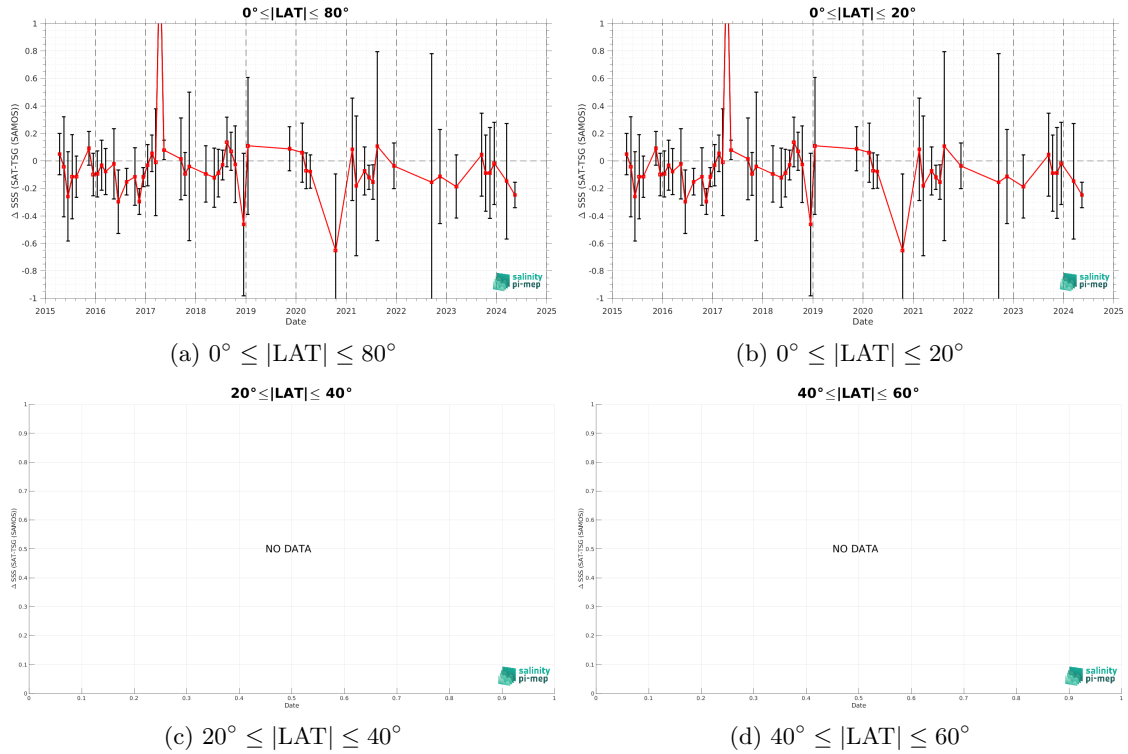 0°≤|LAT|≤ 80°
Δ SSS (SAT-TSG (SAMOS))
1
0.8
0.6
0.4
0.2
0
-0.2
-0.4
-0.6
-0.8
-1
2015 2016 2017 2018 2019 2020 2021 2022 2023 2024 2025
Date
salinity
pi-mep
(a) 0° ≤ |LAT| ≤ 80°
0°≤|LAT|≤ 20°
Δ SSS (SAT-TSG (SAMOS))
1
0.8
0.6
0.4
0.2
0
-0.2
-0.4
-0.6
-0.8
-1
2015 2016 2017 2018 2019 2020 2021 2022 2023 2024 2025
Date
salinity
pi-mep
(b) 0° ≤ |LAT| ≤ 20°
20°≤|LAT|≤ 40°
Δ SSS (SAT-TSG (SAMOS))
1
0.9
0.8
0.7
0.6
0.5
0.4
0.3
0.2
0.1
0
NO DATA
0 0.1 0.2 0.3 0.4 0.5 0.6 0.7 0.8 0.9 1
Date
salinity
pi-mep
(c) 20° ≤ |LAT| ≤ 40°
40°≤|LAT|≤ 60°
Δ SSS (SAT-TSG (SAMOS))
1
0.9
0.8
0.7
0.6
0.5
0.4
0.3
0.2
0.1
0
NO DATA
0 0.1 0.2 0.3 0.4 0.5 0.6 0.7 0.8 0.9 1
Date
salinity
pi-mep
(d) 40° ≤ |LAT| ≤ 60°